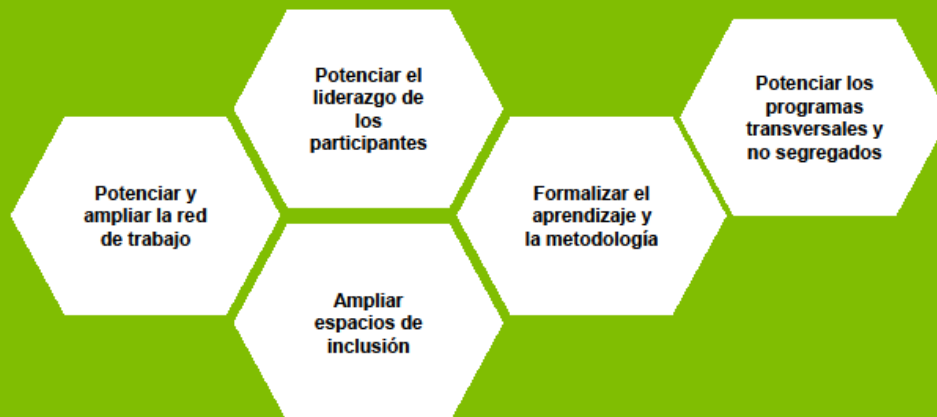 Potenciar y
ampliar la red
de trabajo
Potenciar el
liderazgo de
los
participantes
Ampliar
espacios de
inclusión
Formalizar el
aprendizaje y
la metodología
Potenciar los
programas
transversales y
no segregados